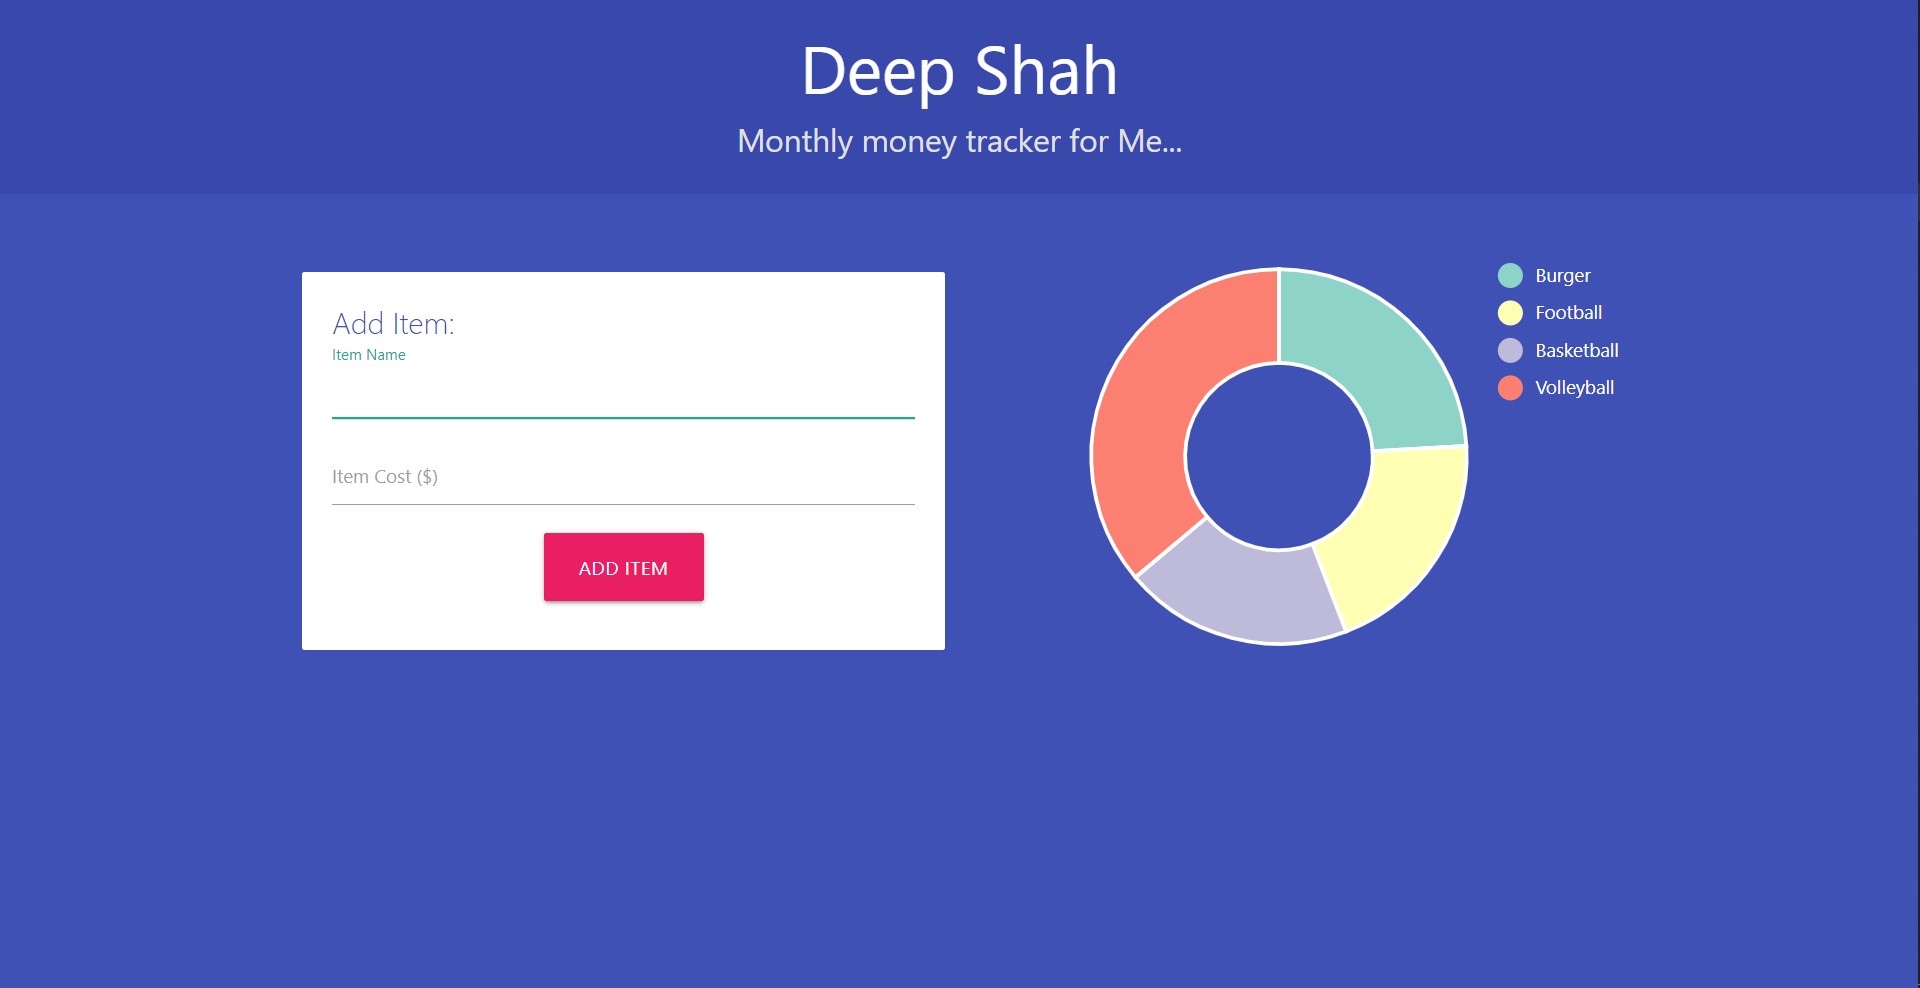 Deep Shah
Monthly money tracker for Me...
Add Item:
Item Name
Item Cost ($)
ADD ITEM
Burger
Football
Basketball
Volleyball